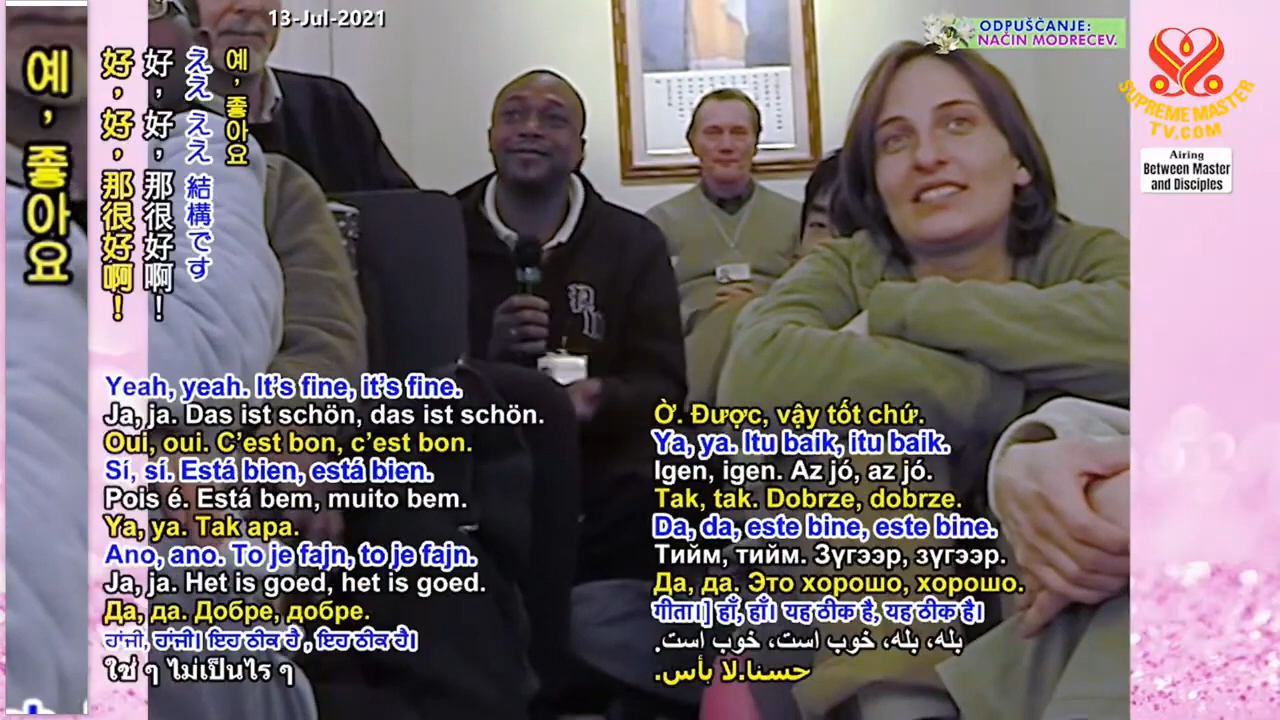 13-Jul-2021
ODPUŠČANJE:
NAČIN MODRECEV.
SUPREME MASTER
TV.COM
Airing
Between Master
and Disciples
예, 좋아요
好，好，那很好啊！
好，好，那很好啊！
ええ ええ 結構です
예, 좋아요
Yeah, yeah. It’s fine, it’s fine.
Ja, ja. Das ist schön, das ist schön.
Oui, oui. C’est bon, c’est bon.
Sí, sí. Está bien, está bien.
Pois é. Está bem, muito bem.
Ya, ya. Tak apa.
Ano, ano. To je fajn, to je fajn.
Ja, ja. Het is goed, het is goed.
Да, да. Добре, добре.
ਹਾਂਜੀ, ਹਾਂਜੀ। ਇਹ ਠੀਕ ਹੈ, ਇਹ ਠੀਕ ਹੈ।
ใช่ ๆ ไม่เป็นไร ๆ
Ờ. Được, vậy tốt chứ.
Ya, ya. Itu baik, itu baik.
Igen, igen. Az jó, az jó.
Tak, tak. Dobrze, dobrze.
Da, da, este bine, este bine.
Тийм, тийм. Зүгээр, зүгээр.
Да, да. Это хорошо, хорошо.
गीता।] हाँ, हाँ। यह ठीक है, यह ठीक है।
بله، بله، خوب است، خوب است.
حسنا.لا بأس.